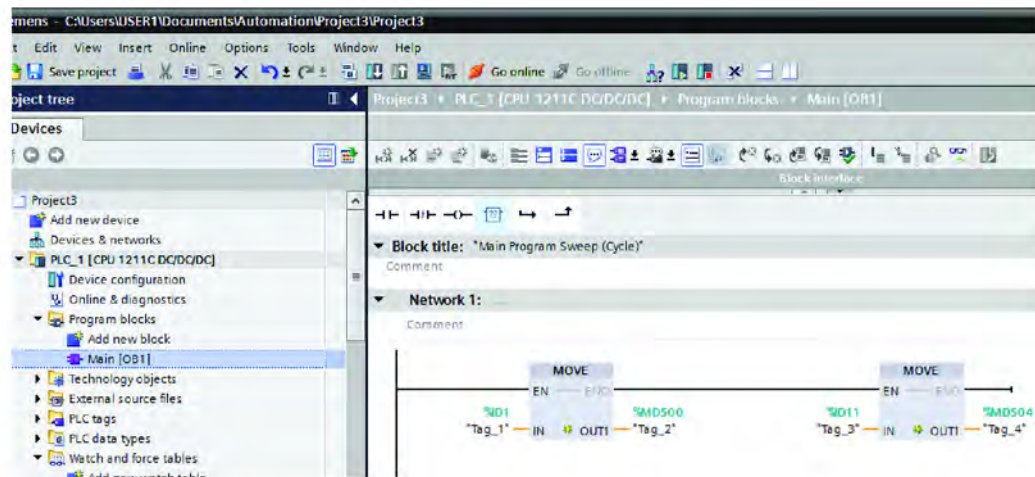 emens - C:\Users\USER1\Documents\Automation\Project3\Project3
t Edit View Insert Online Options Tools Window Help
Save project Go online Go offline
oject tree
Project3 PLC_1 [CPU 1211C DC/DC/DC] Program blocks Main [OB1]
Devices
Block interface
Project3
Add new device
Devices & networks
PLC_1 [CPU 1211C DC/DC/DC]
Device configuration
Online & diagnostics
Program blocks
Add new block
Main [OB1]
Technology objects
External source files
PLC tags
PLC data types
Watch and force tables
Add new watch table
Block title: "Main Program Sweep (Cycle)"
Comment
Network 1:
Comment
MOVE MOVE
EN ENO EN ENO
%ID1 %MD500 %ID11 %MD504
"Tag_1" IN OUT1 "Tag_2" "Tag_3" IN OUT1 "Tag_4"